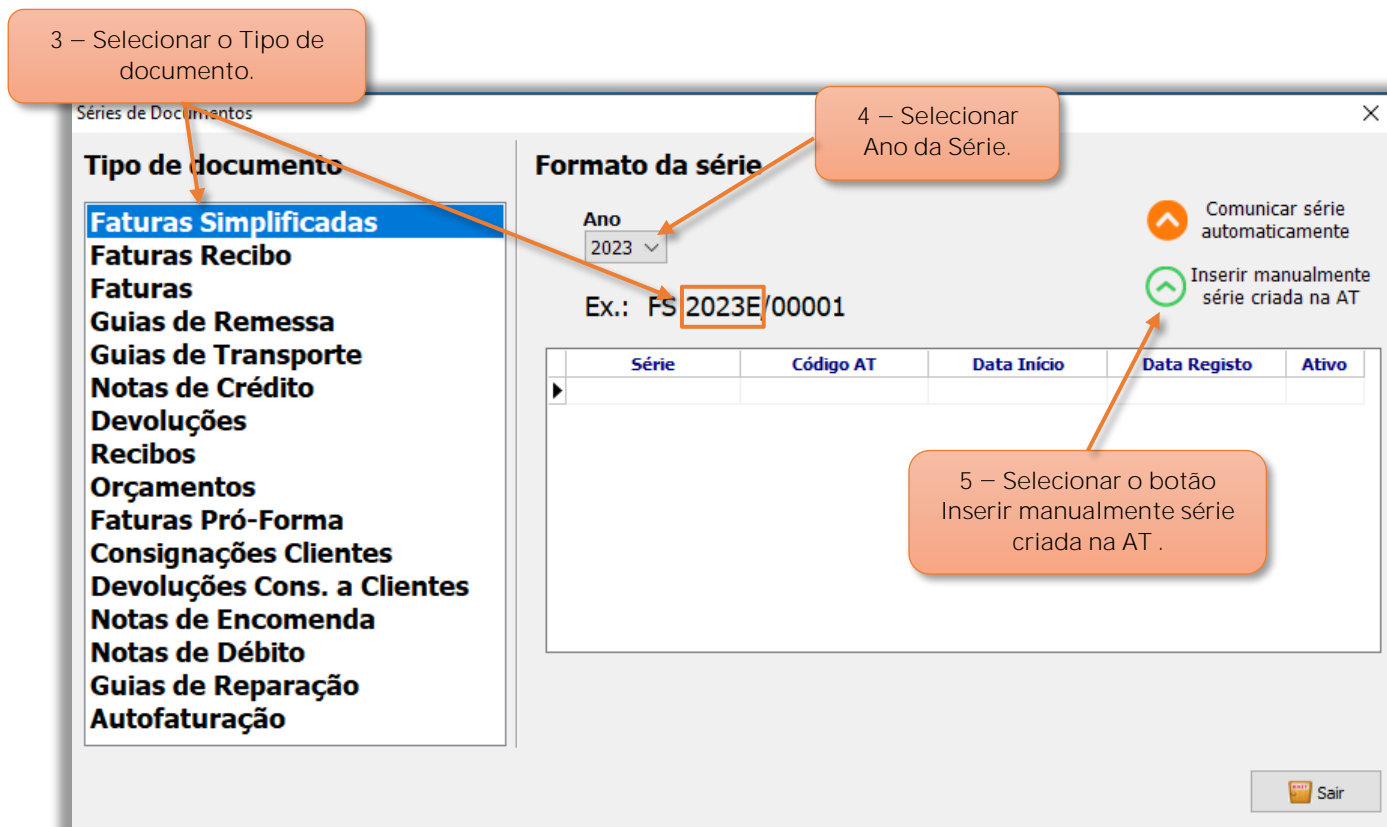 3 – Selecionar o Tipo de
documento.
Séries de Documentos
4 – Selecionar
Ano da Série.
Tipo de documento
Formato da série
Faturas Simplificadas
Faturas Recibo
Faturas
Guias de Remessa
Guias de Transporte
Notas de Crédito
Devoluções
Recibos
Orçamentos
Faturas Pró-Forma
Consignações Clientes
Devoluções Cons. a Clientes
Notas de Encomenda
Notas de Débito
Guias de Reparação
Autofaturação
Ano
2023
Comunicar série
automaticamente
Inserir manualmente
série criada na AT
Ex.: FS 2023E/00001
Série Código AT Data Início Data Registo Ativo
5 – Selecionar o botão
Inserir manualmente série
criada na AT .
Sair